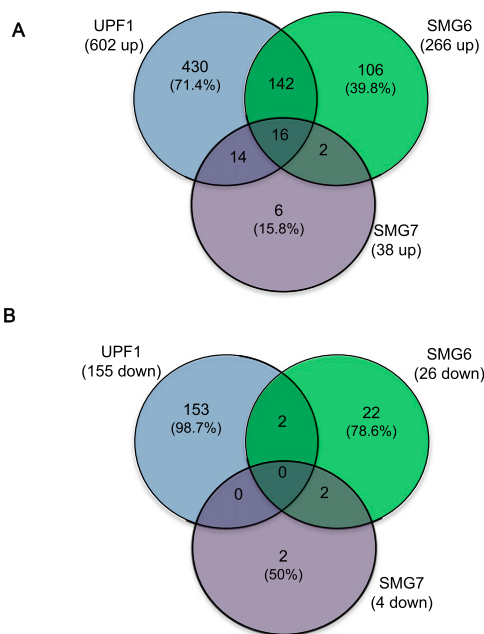 A
UPF1
(602 up)
SMG6
(266 up)
430
(71.4%)
142
106
(39.8%)
16
14
2
6
(15.8%)
SMG7
(38 up)
B
UPF1
(155 down)
SMG6
(26 down)
153
(98.7%)
2
22
(78.6%)
0
0
2
2
(50%)
SMG7
(4 down)